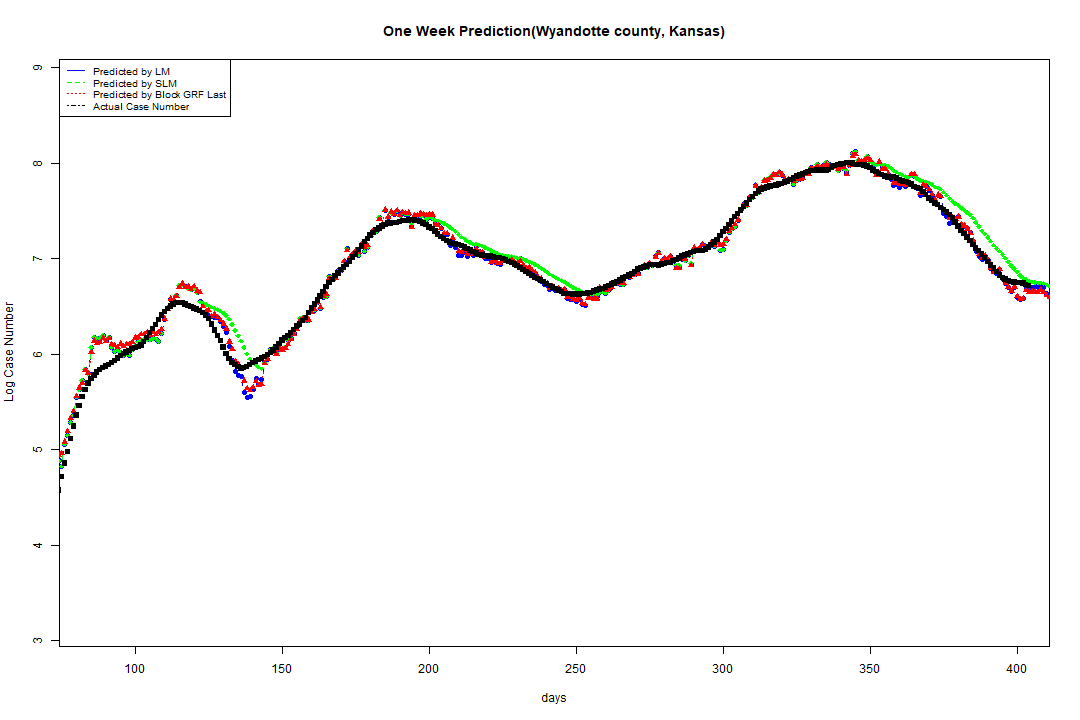 One Week Prediction(Wyandotte county, Kansas)
Predicted by LM
Predicted by SLM
Predicted by Block GRF Last
Actual Case Number
Log Case Number
9
8
7
6
5
4
3
100 150 200 250 300 350 400
days